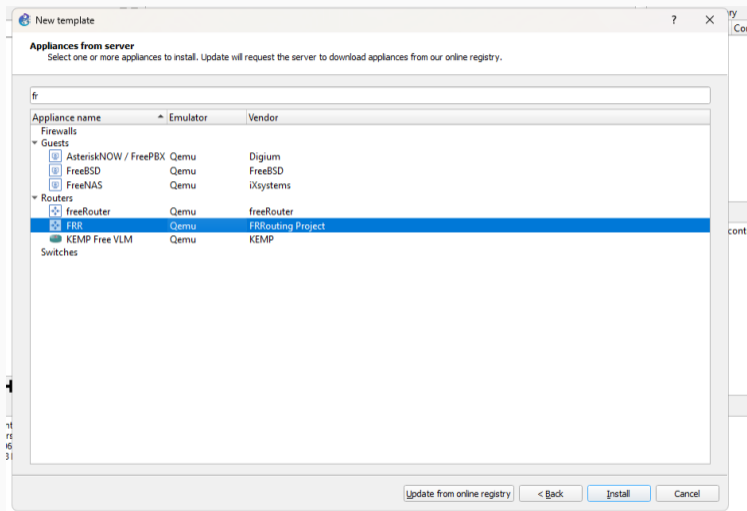 New template
?
ry
Co
Appliances from server
Select one or more appliances to install. Update will request the server to download appliances from our online registry.
fr
Appliance name Emulator Vendor
Firewalls
Guests
AsteriskNOW / FreePBX Qemu Digium
FreeBSD Qemu FreeBSD
FreeNAS Qemu iXsystems
Routers
freeRouter Qemu freeRouter
FRR Qemu FRRouting Project
cont
KEMP Free VLM Qemu KEMP
Switches
Update from online registry < Back Install Cancel